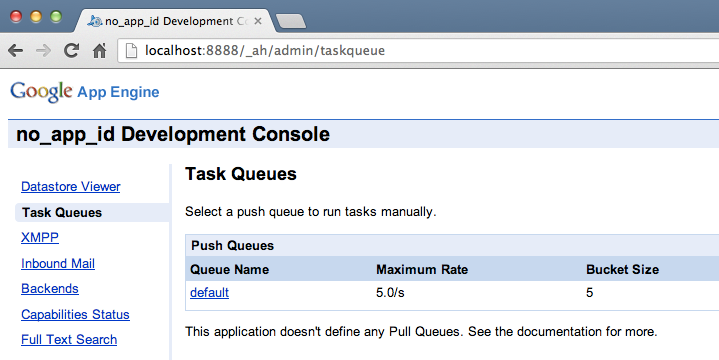 no_app_id Development Co
localhost:8888/_ah/admin/taskqueue
Google App Engine
no_app_id Development Console
Datastore Viewer
Task Queues
XMPP
Inbound Mail
Backends
Capabilities Status
Full Text Search
Task Queues
Select a push queue to run tasks manually.
Push Queues
Queue Name Maximum Rate Bucket Size
default 5.0/s 5
This application doesn't define any Pull Queues. See the documentation for more.